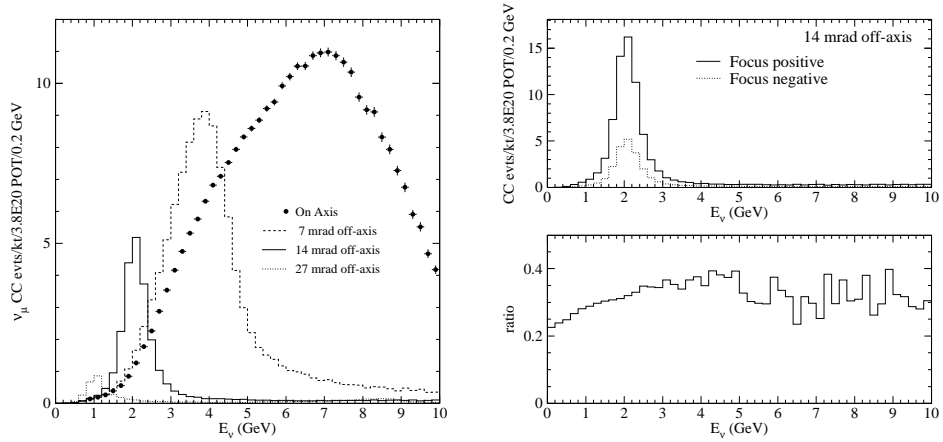 ν_μ CC evts/kt/3.8E20 POT/0.2 GeV
10
5
0
On Axis
7 mrad off-axis
14 mrad off-axis
27 mrad off-axis
0 1 2 3 4 5 6 7 8 9 10
E_ν (GeV)
CC evts/kt/3.8E20 POT/0.2 GeV
15
10
5
0
14 mrad off-axis
Focus positive
Focus negative
0 1 2 3 4 5 6 7 8 9 10
E_ν (GeV)
ratio
0.4
0.2
0
0 1 2 3 4 5 6 7 8 9 10
E_ν (GeV)